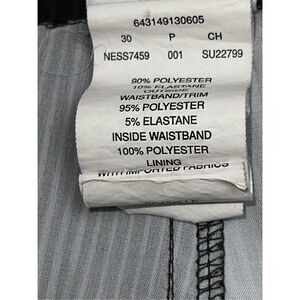 643149130605
30 P CH
NESS7459 001 SU22799
90% POLYESTER
10% ELASTANE
OUTSIDE
WAISTBAND/TRIM
95% POLYESTER
5% ELASTANE
INSIDE WAISTBAND
100% POLYESTER
LINING
WITH IMPORTED FABRICS